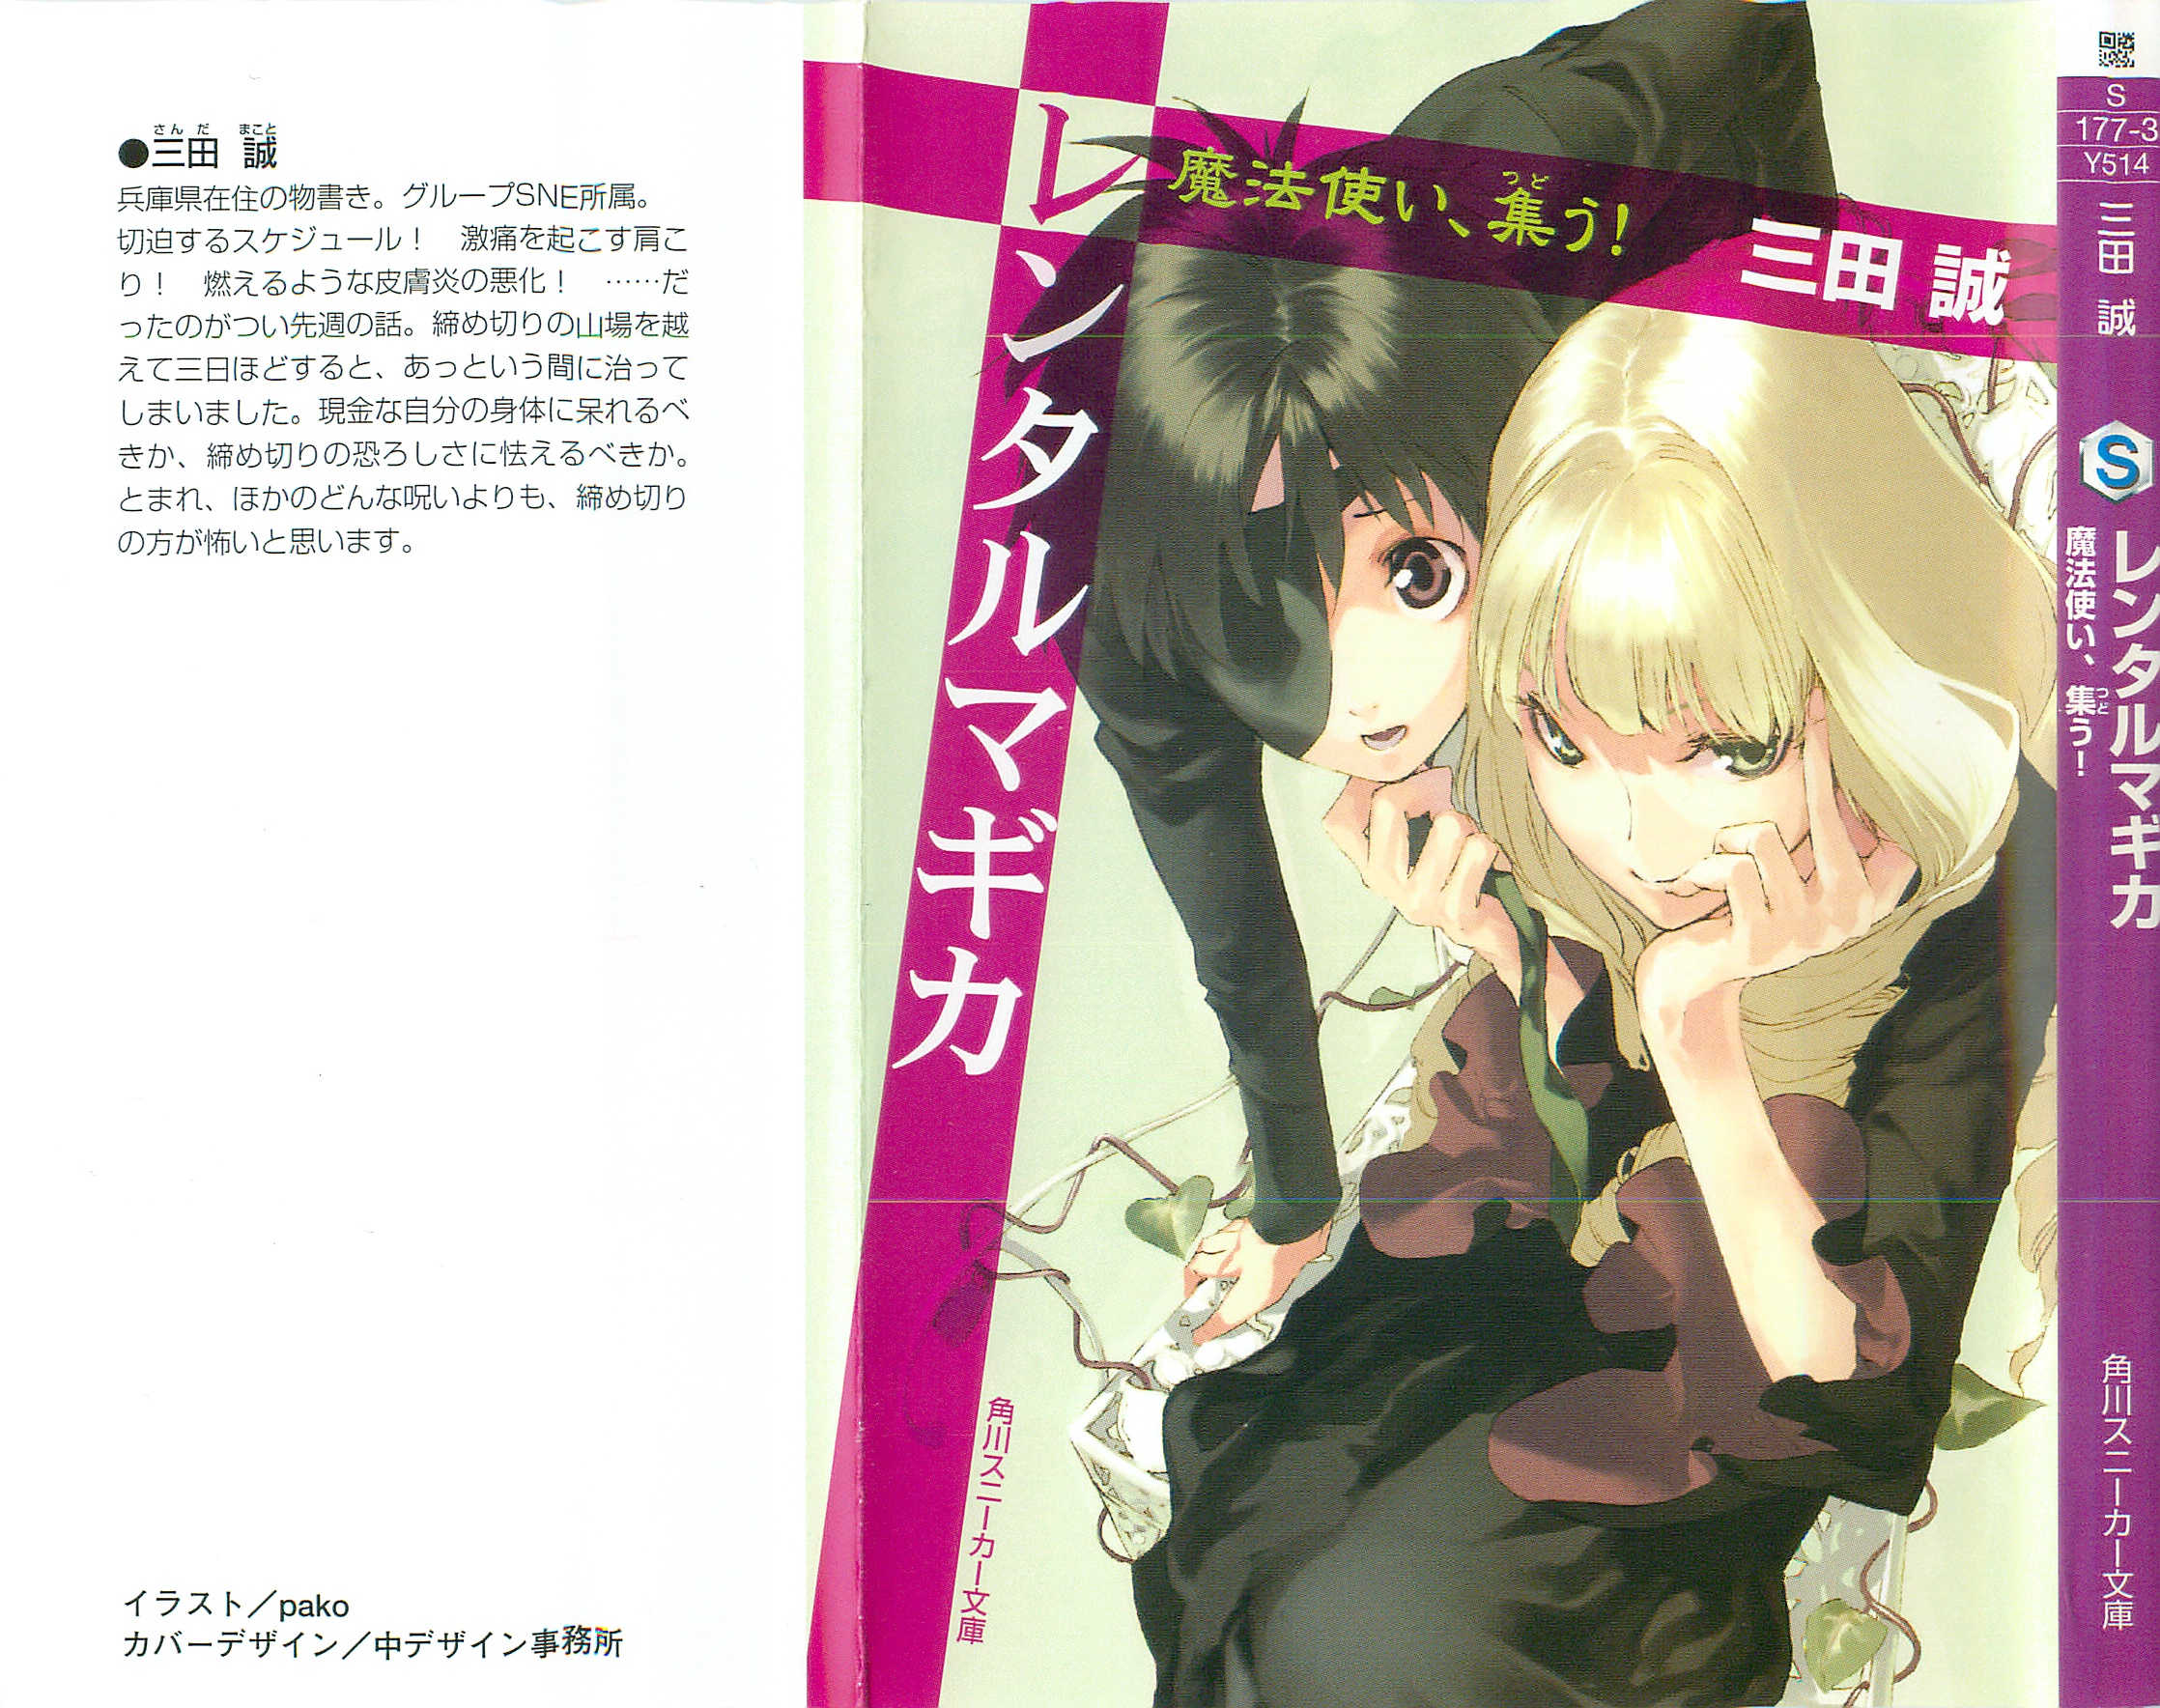 さんだ まこと
●三田 誠
兵庫県在住の物書き。グループSNE所属。
切迫するスケジュール！ 激痛を起こす肩こ
り！ 燃えるような皮膚炎の悪化！ ……だ
ったのがつい先週の話。締め切りの山場を越
えて三日ほどすると、あっという間に治って
しまいました。現金な自分の身体に呆れるべ
きか、締め切りの恐ろしさに怯えるべきか。
とまれ、ほかのどんな呪いよりも、締め切り
の方が怖いと思います。
イラスト／pako
カバーデザイン／中デザイン事務所
レンタルマギカ
つど
魔法使い、集う！
三田 誠
角川スニーカー文庫
S
177-3
Y514
三田 誠
S
レンタルマギカ
魔法使い、集う！
つど
角川スニーカー文庫